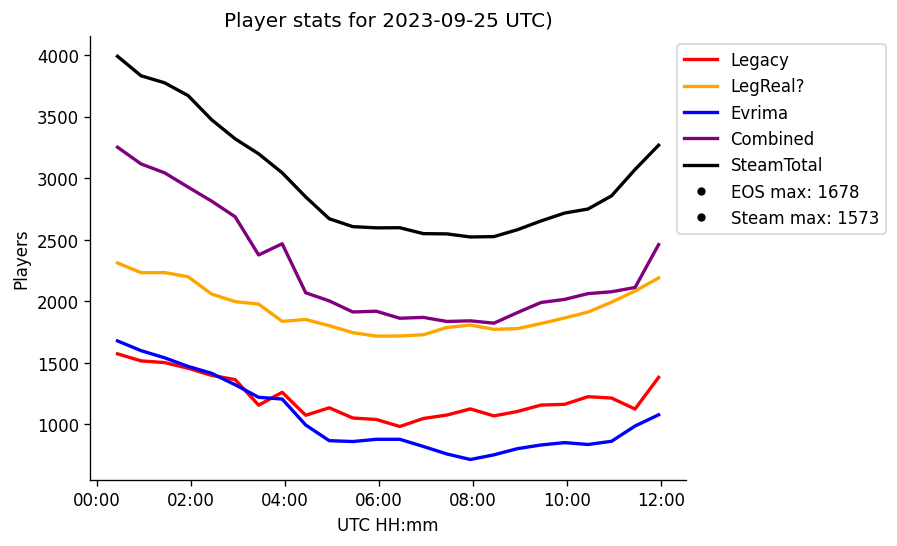 Player stats for 2023-09-25 UTC)
Players
4000
3500
3000
2500
2000
1500
1000
00:00 02:00 04:00 06:00 08:00 10:00 12:00
UTC HH:mm
Legacy
LegReal?
Evrima
Combined
SteamTotal
EOS max: 1678
Steam max: 1573